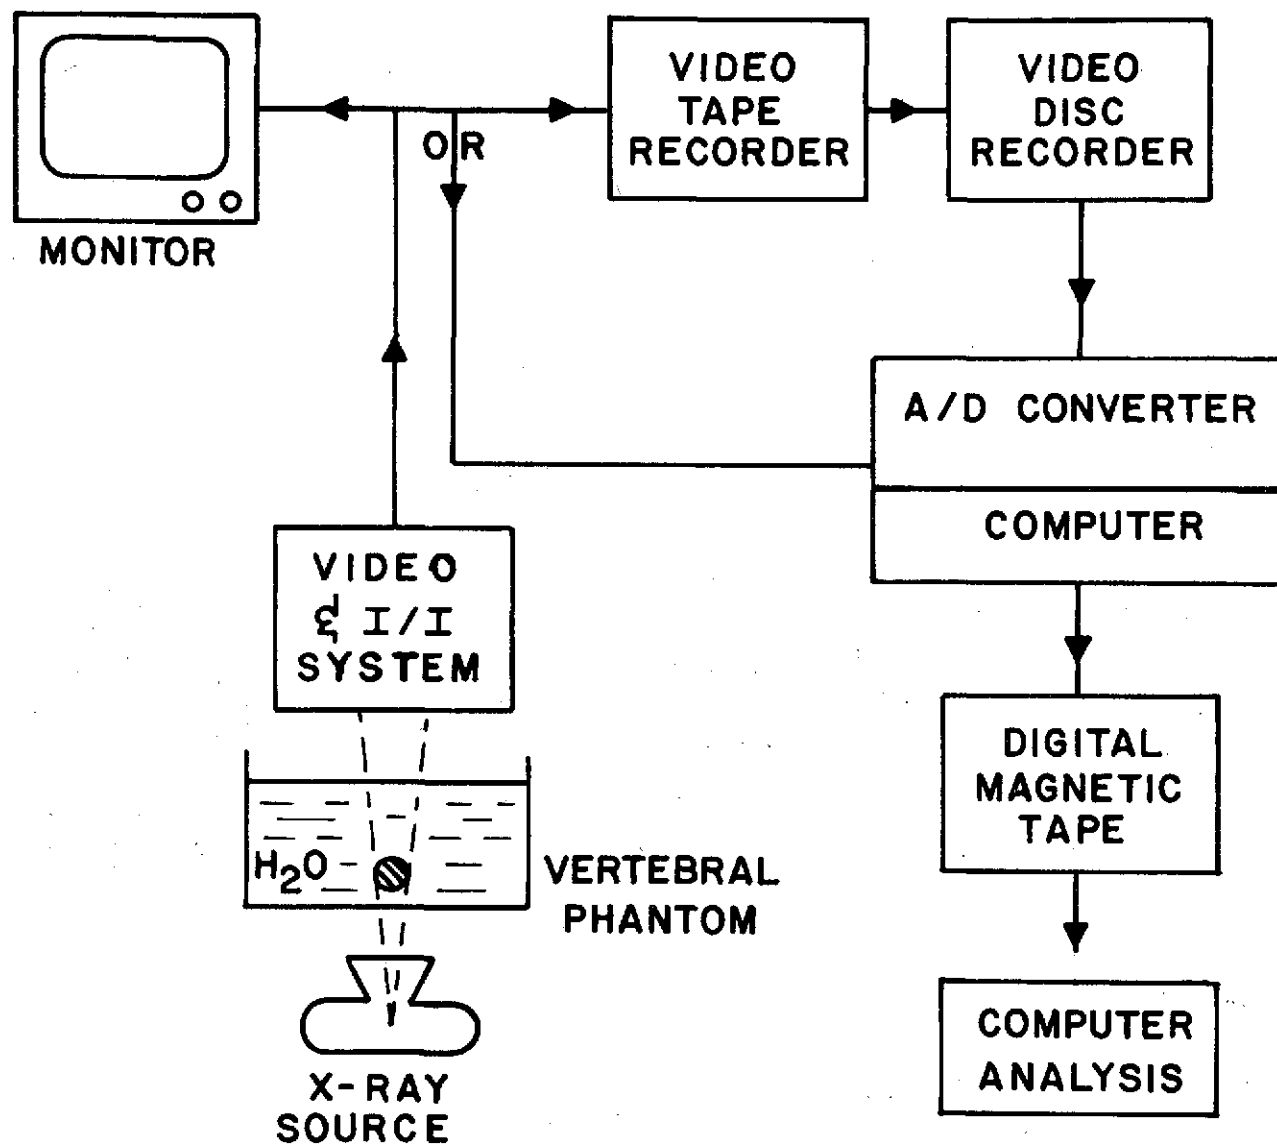 MONITOR
OR
VIDEO
TAPE
RECORDER
VIDEO
DISC
RECORDER
A/D CONVERTER
COMPUTER
VIDEO
& I/I
SYSTEM
H₂O
VERTEBRAL
PHANTOM
X-RAY
SOURCE
DIGITAL
MAGNETIC
TAPE
COMPUTER
ANALYSIS